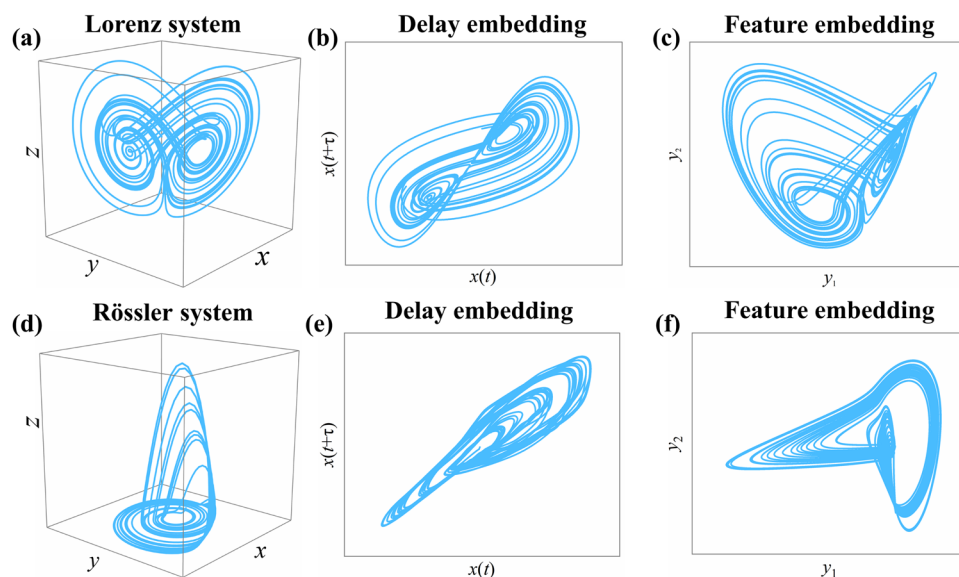 Lorenz system
Delay embedding
Feature embedding
(a)
(b)
(c)
z
y
x
x(t+τ)
x(t)
y₂
y₁
Rössler system
Delay embedding
Feature embedding
(d)
(e)
(f)
z
y
x
x(t+τ)
x(t)
y₂
y₁